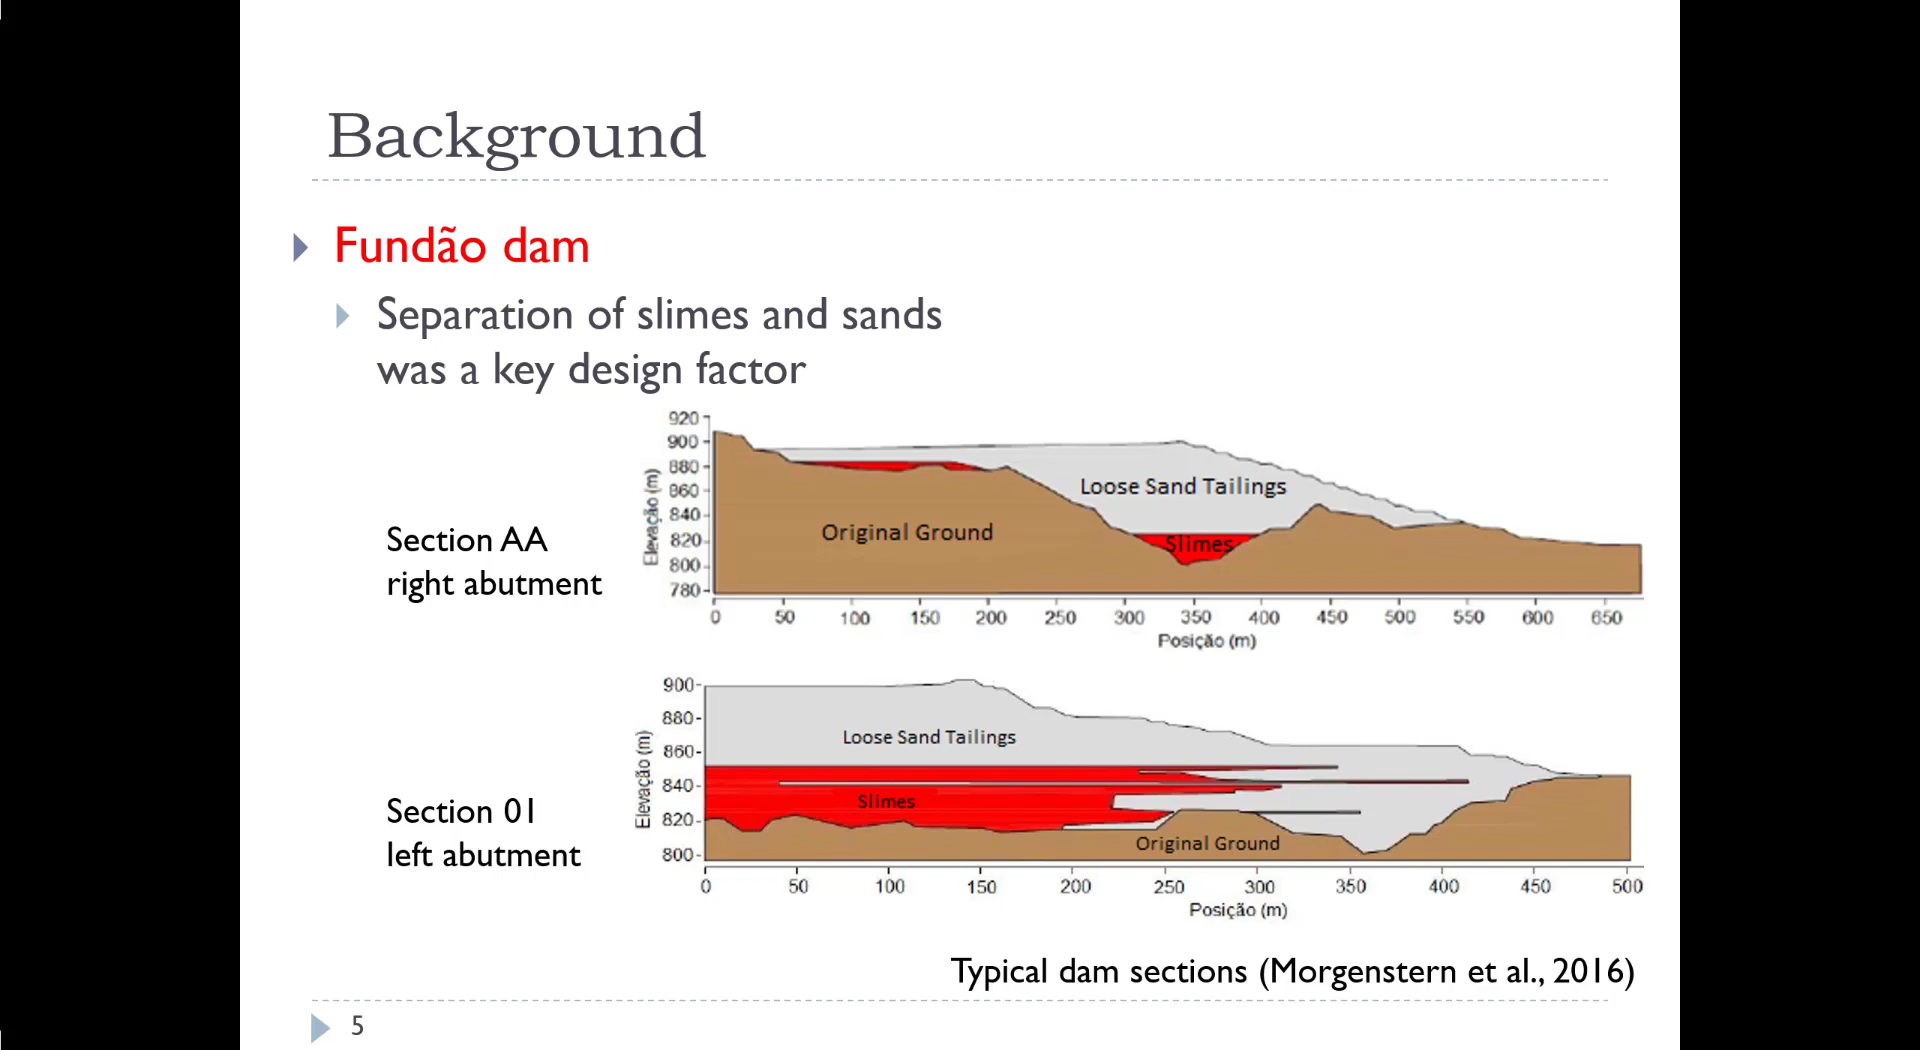 Background
Fundão dam
Separation of slimes and sands
was a key design factor
Section AA
right abutment
Elevação (m)
920
900
880
860
840
820
800
780
Loose Sand Tailings
Original Ground
Slimes
0 50 100 150 200 250 300 350 400 450 500 550 600 650
Posição (m)
Section 01
left abutment
Elevação (m)
900
880
860
840
820
800
Loose Sand Tailings
Slimes
Original Ground
0 50 100 150 200 250 300 350 400 450 500
Posição (m)
Typical dam sections (Morgenstern et al., 2016)
5